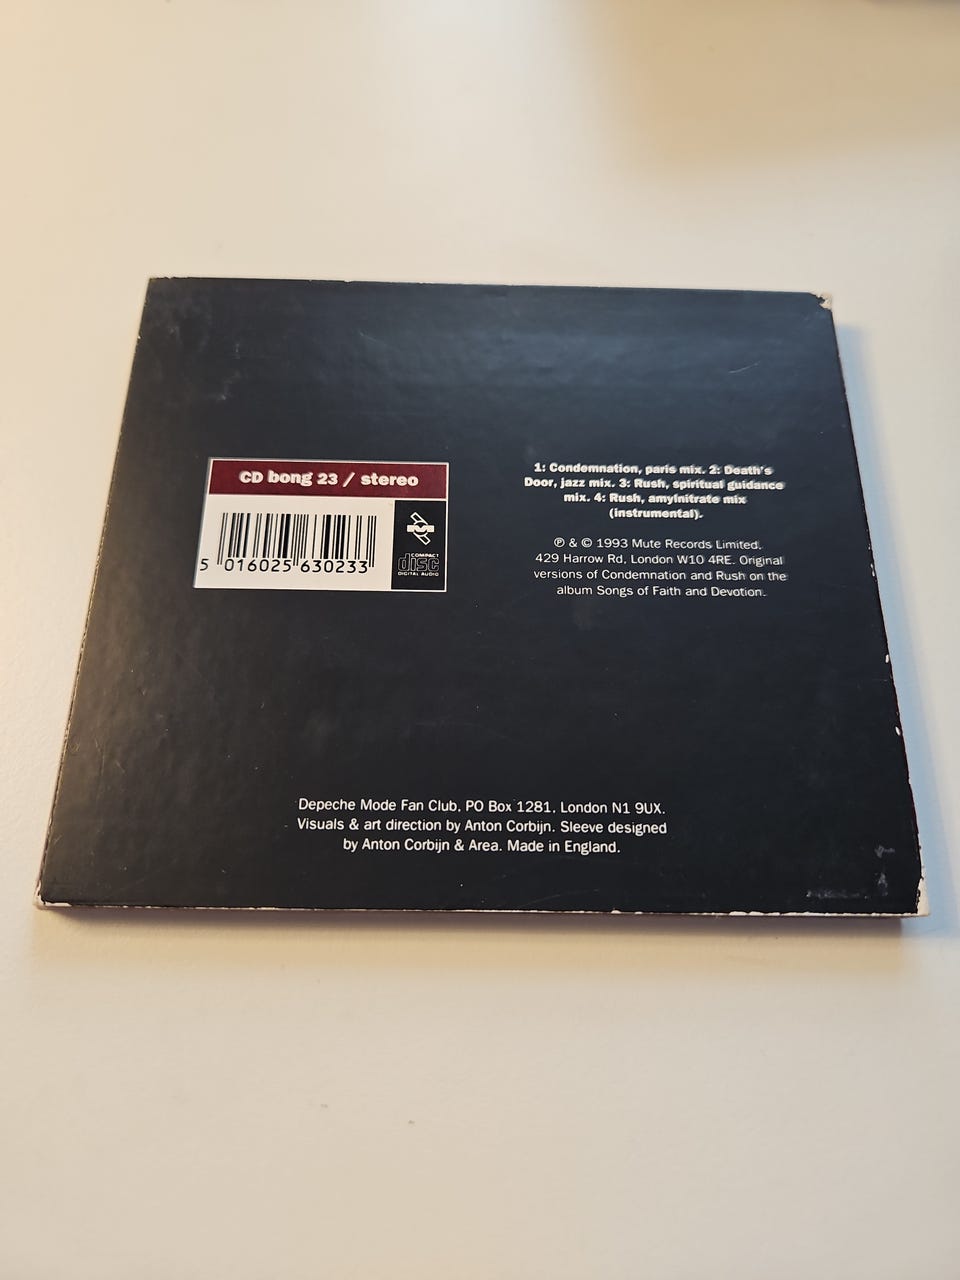 CD bong 23 / stereo
5 016025 630233
COMPACT
disc
DIGITAL AUDIO
1: Condemnation, paris mix. 2: Death's
Door, jazz mix. 3: Rush, spiritual guidance
mix. 4: Rush, amylnitrate mix
(instrumental).
℗ & © 1993 Mute Records Limited.
429 Harrow Rd, London W10 4RE. Original
versions of Condemnation and Rush on the
album Songs of Faith and Devotion.
Depeche Mode Fan Club. PO Box 1281. London N1 9UX.
Visuals & art direction by Anton Corbijn. Sleeve designed
by Anton Corbijn & Area. Made in England.